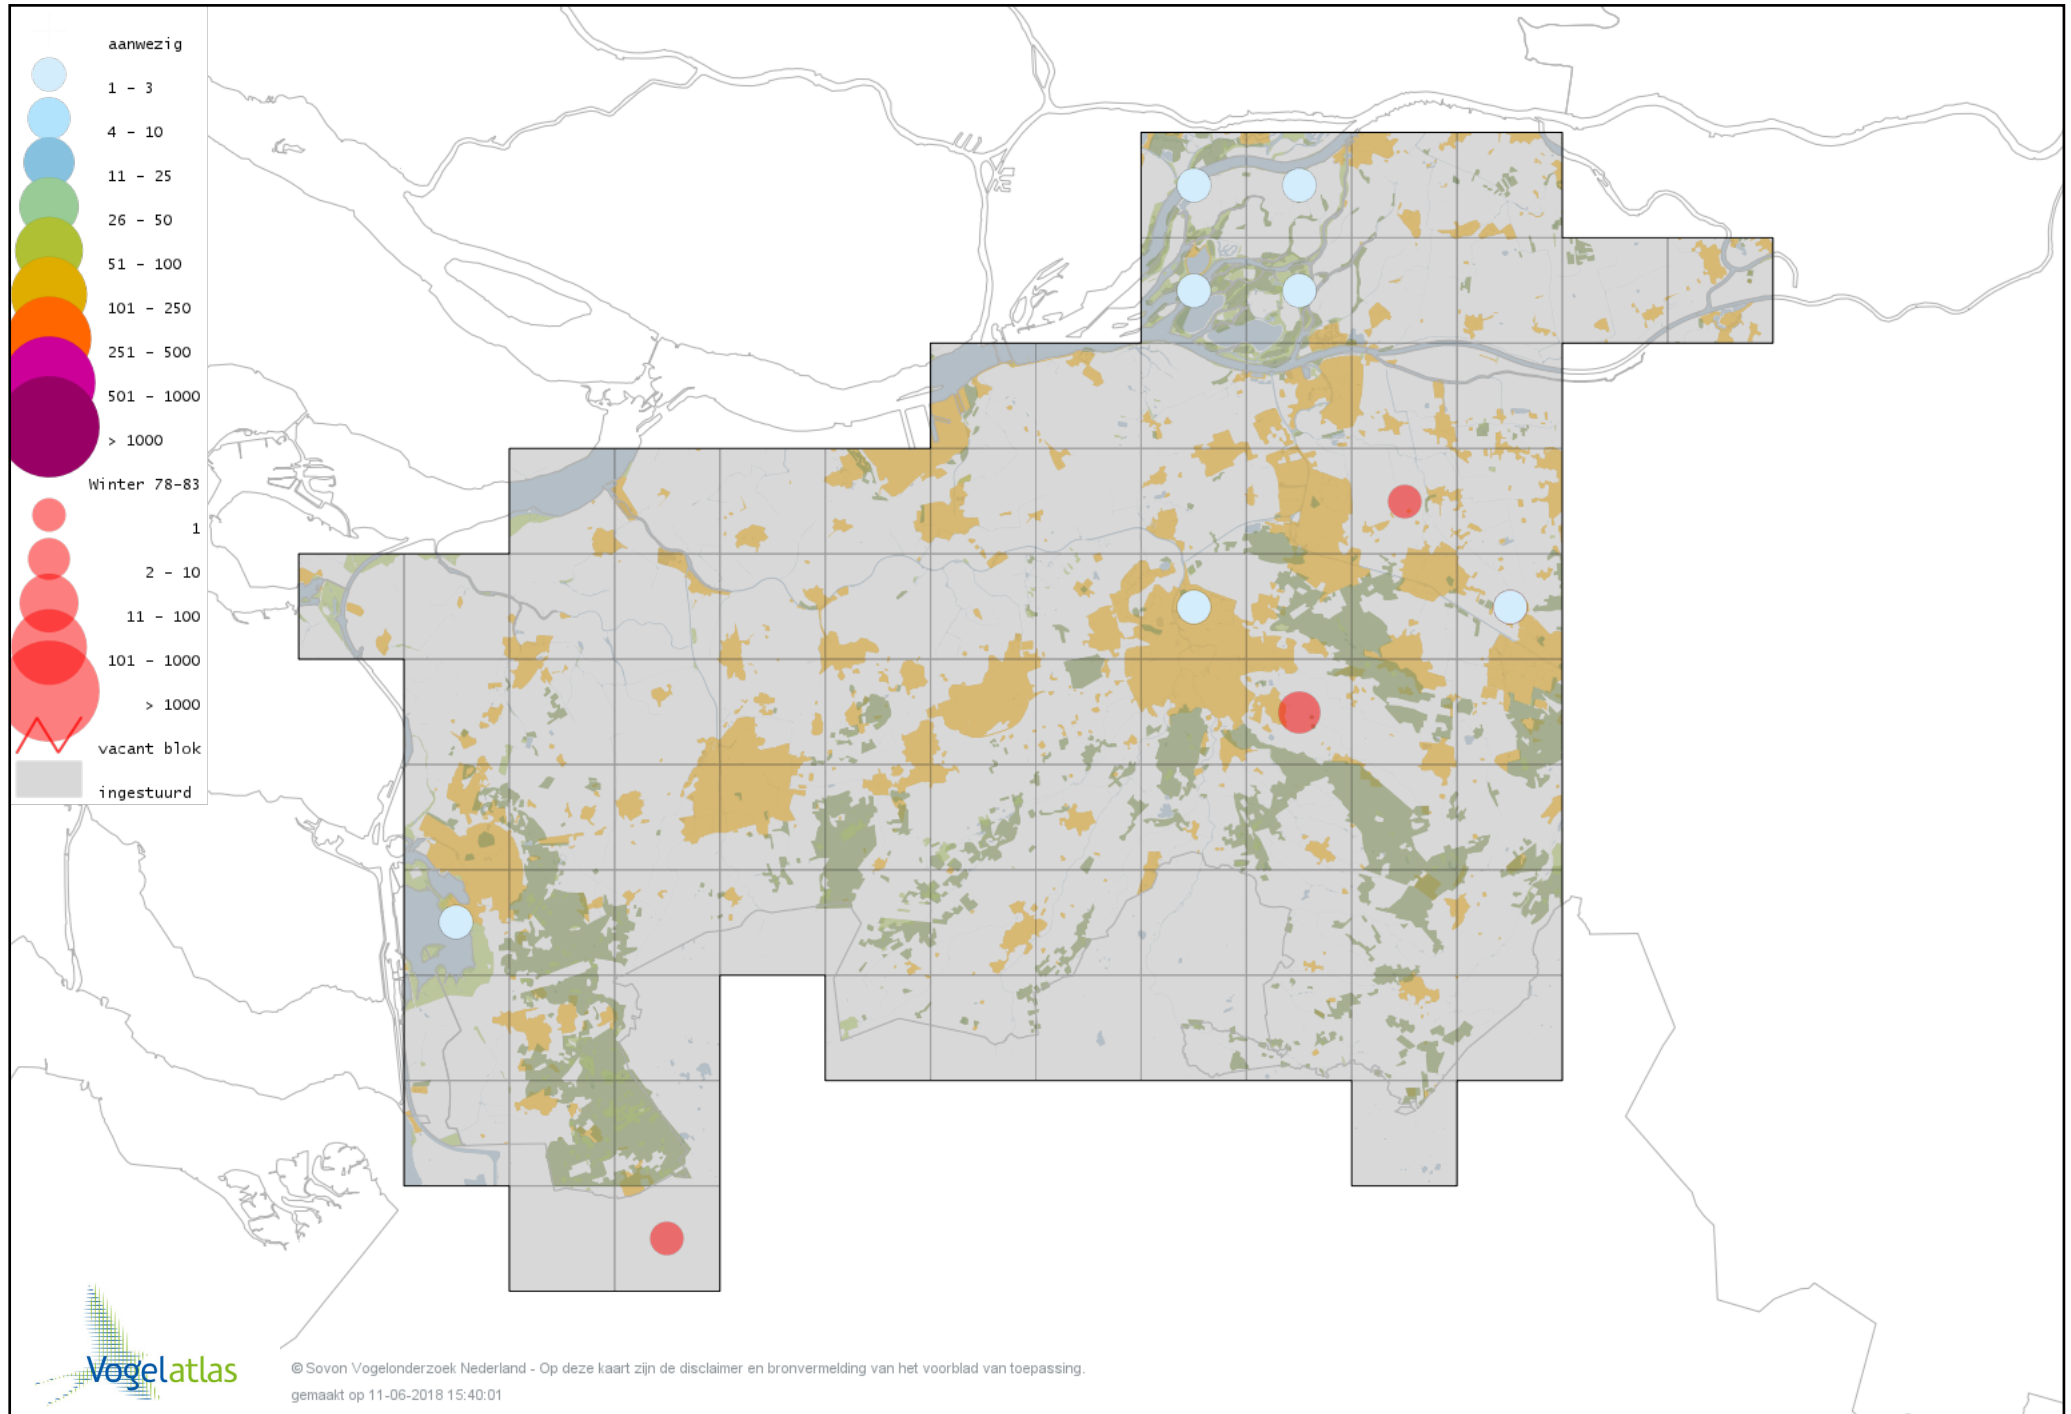 aanwezig
1 - 3
4 - 10
11 - 25
26 - 50
51 - 100
101 - 250
251 - 500
501 - 1000
> 1000
Winter 78-83
1
2 - 10
11 - 100
101 - 1000
> 1000
vacant blok
ingestuurd
Vogelatlas
© Sovon Vogelonderzoek Nederland - Op deze kaart zijn de disclaimer en bronvermelding van het voorblad van toepassing.
gemaakt op 11-06-2018 15:40:01